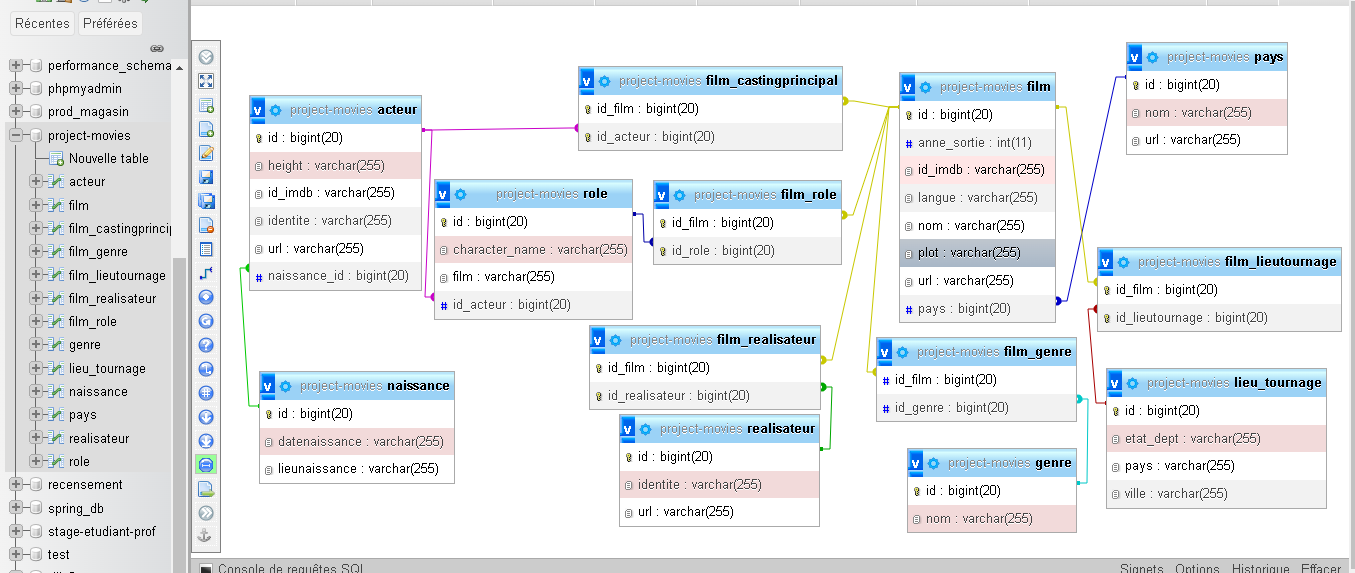 Récentes Préférées
performance_schema
phpmyadmin
prod_magasin
project-movies
Nouvelle table
acteur
film
film_castingprincip
film_genre
film_lieutournage
film_realisateur
film_role
genre
lieu_tournage
naissance
pays
realisateur
role
recensement
spring_db
stage-etudiant-prof
test
project-movies acteur
id : bigint(20)
height : varchar(255)
id_imdb : varchar(255)
identite : varchar(255)
url : varchar(255)
# naissance_id : bigint(20)
project-movies naissance
id : bigint(20)
datenaissance : varchar(255)
lieunaissance : varchar(255)
project-movies film_castingprincipal
id_film : bigint(20)
id_acteur : bigint(20)
project-movies role
id : bigint(20)
character_name : varchar(255)
film : varchar(255)
# id_acteur : bigint(20)
project-movies film_role
id_film : bigint(20)
id_role : bigint(20)
project-movies film_realisateur
id_film : bigint(20)
id_realisateur : bigint(20)
project-movies realisateur
id : bigint(20)
identite : varchar(255)
url : varchar(255)
project-movies film
id : bigint(20)
# anne_sortie : int(11)
id_imdb : varchar(255)
langue : varchar(255)
nom : varchar(255)
plot : varchar(255)
url : varchar(255)
# pays : bigint(20)
project-movies film_genre
# id_film : bigint(20)
# id_genre : bigint(20)
project-movies genre
id : bigint(20)
nom : varchar(255)
project-movies pays
id : bigint(20)
nom : varchar(255)
url : varchar(255)
project-movies film_lieutournage
id_film : bigint(20)
id_lieutournage : bigint(20)
project-movies lieu_tournage
id : bigint(20)
etat_dept : varchar(255)
pays : varchar(255)
ville : varchar(255)
Console de requêtes SQL
Signets Options Historique Effacer